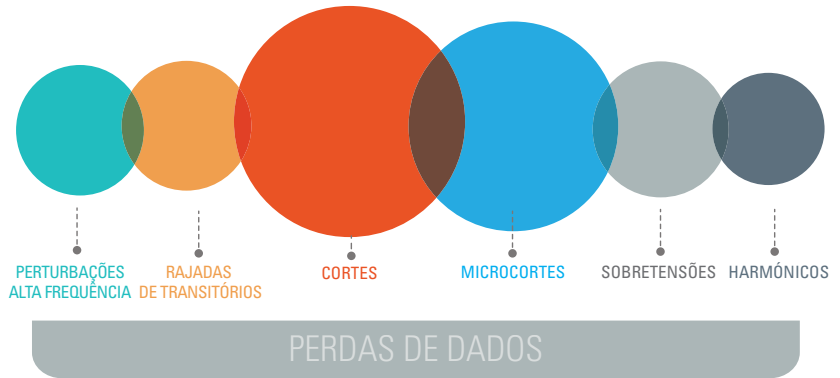 PERTURBAÇÕES
ALTA FREQUÊNCIA
RAJADAS
DE TRANSITÓRIOS
CORTES
MICROCORTES
SOBRETENSÕES
HARMÓNICOS
PERDAS DE DADOS